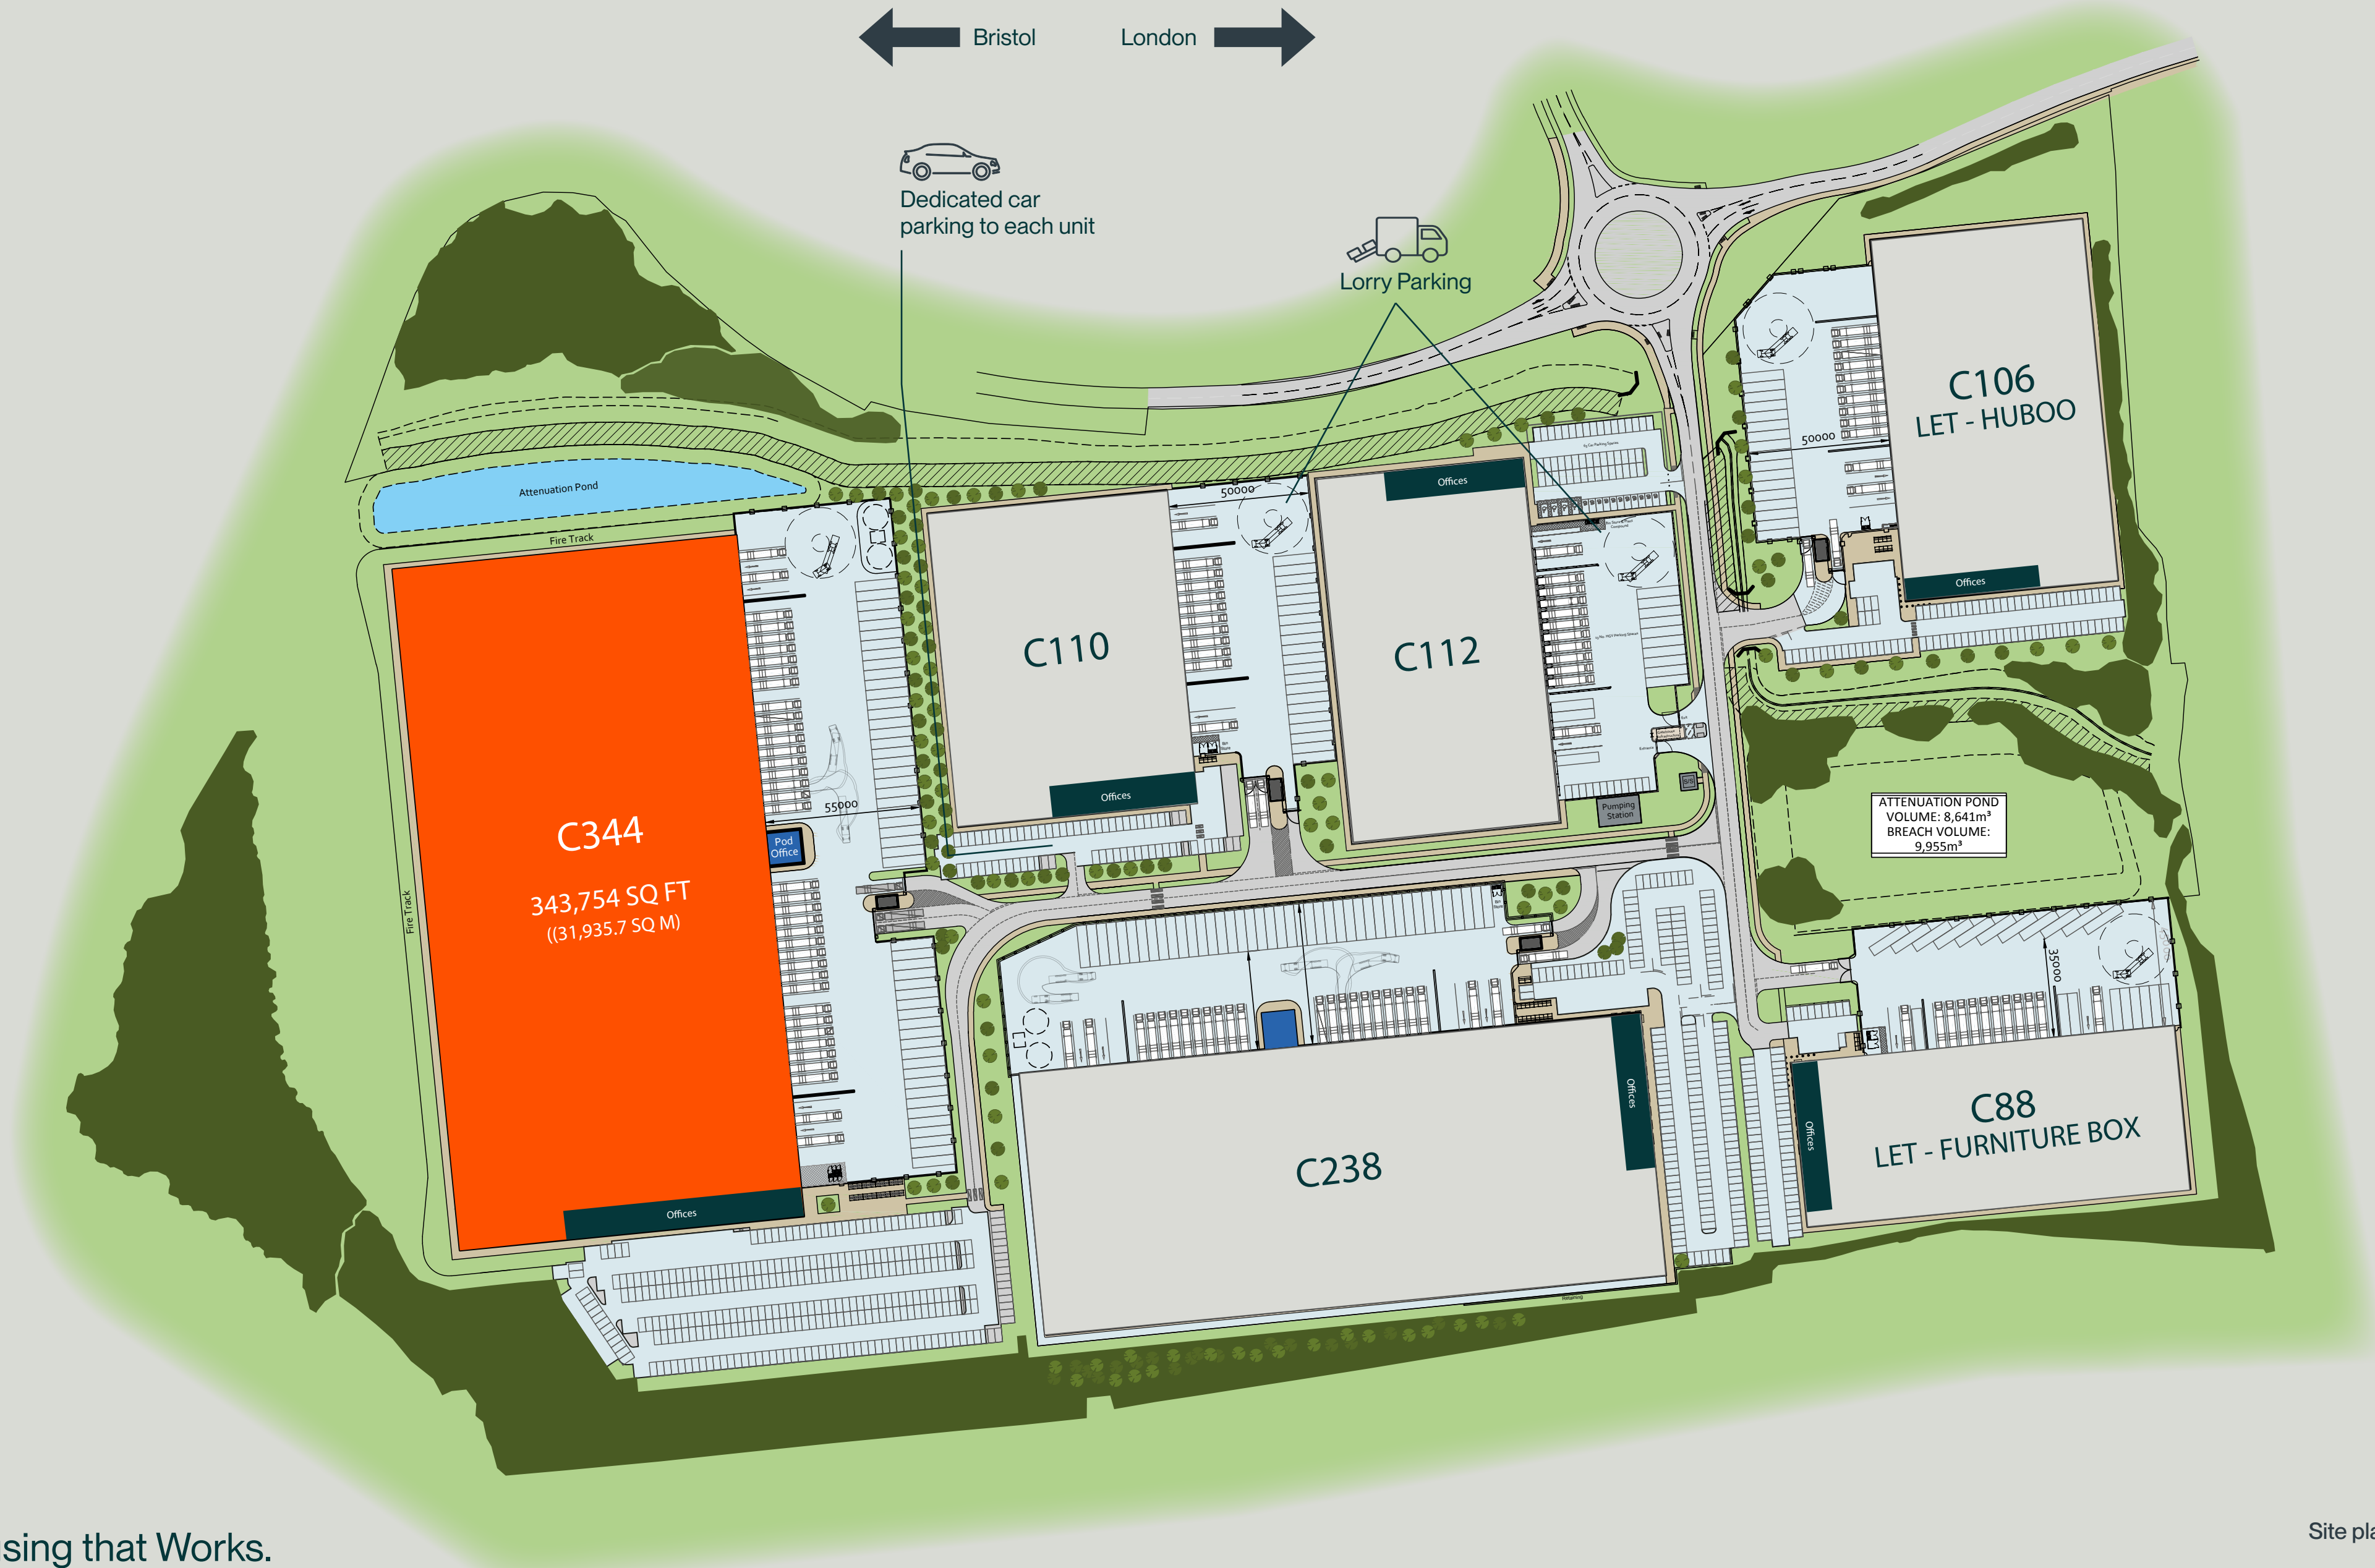 Bristol
London
Dedicated car
parking to each unit
Lorry Parking
C106
LET - HUBOO
50000
Offices
Attenuation Pond
Fire Track
50000
Offices
C110
C112
Offices
55000
Pod
Office
Pumping
Station
C344
343,754 SQ FT
((31,935.7 SQ M)
Fire Track
Offices
ATTENUATION POND
VOLUME: 8,641m³
BREACH VOLUME:
9,955m³
35000
C238
Offices
C88
LET - FURNITURE BOX
Offices
Retaining
sing that Works.
Site pla